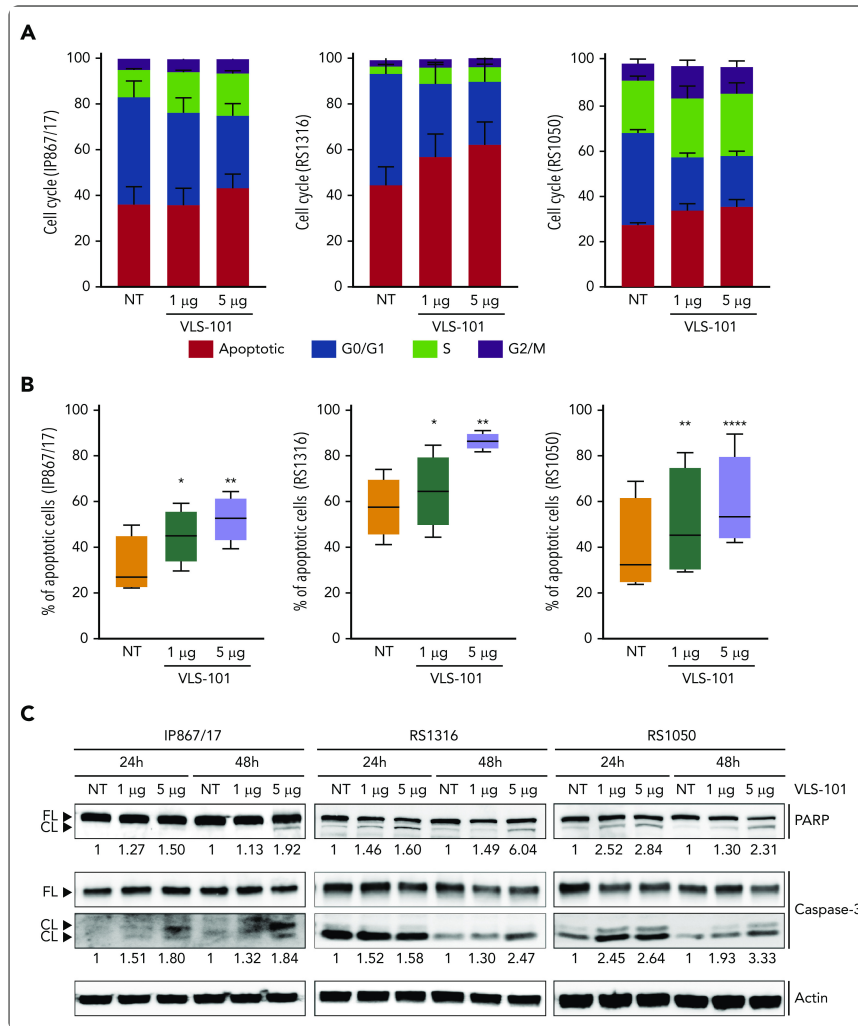 A
Cell cycle (IP867/17)
100
80
60
40
20
0
NT
1 µg
5 µg
VLS-101
Cell cycle (RS1316)
100
80
60
40
20
0
NT
1 µg
5 µg
VLS-101
Cell cycle (RS1050)
100
80
60
40
20
0
NT
1 µg
5 µg
VLS-101
Apoptotic
G0/G1
S
G2/M
B
% of apoptotic cells (IP867/17)
100
80
60
40
20
0
*
**
NT
1 µg
5 µg
VLS-101
% of apoptotic cells (RS1316)
100
80
60
40
20
0
*
**
NT
1 µg
5 µg
VLS-101
% of apoptotic cells (RS1050)
100
80
60
40
20
0
**
****
NT
1 µg
5 µg
VLS-101
C
IP867/17 RS1316 RS1050
24h 48h 24h 48h 24h 48h
NT 1 µg 5 µg NT 1 µg 5 µg NT 1 µg 5 µg NT 1 µg 5 µg NT 1 µg 5 µg NT 1 µg 5 µg VLS-101
FL
CL
PARP
1 1.27 1.50 1 1.13 1.92 1 1.46 1.60 1 1.49 6.04 1 2.52 2.84 1 1.30 2.31
FL
Caspase-3
CL
CL
1 1.51 1.80 1 1.32 1.84 1 1.52 1.58 1 1.30 2.47 1 2.45 2.64 1 1.93 3.33
Actin